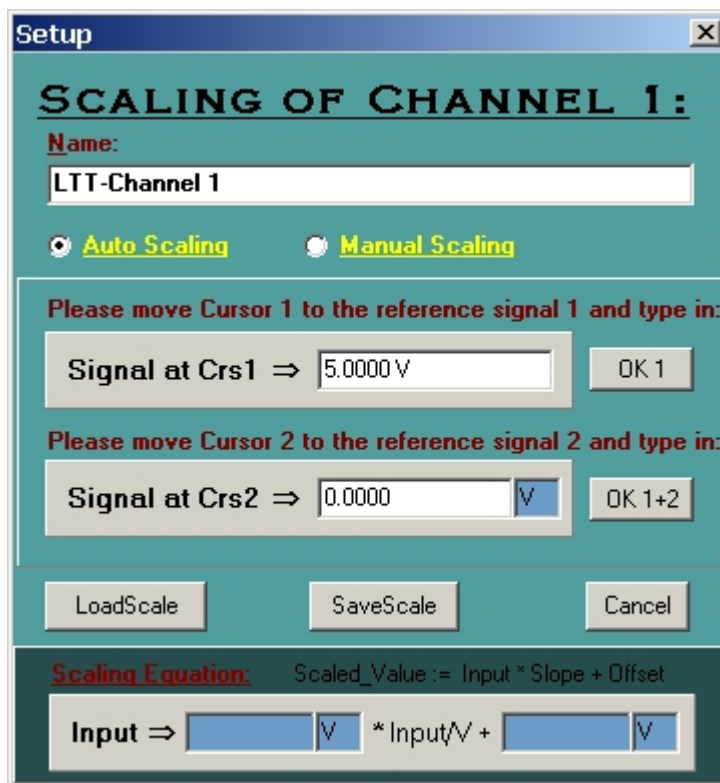 Setup
SCALING OF CHANNEL 1:
Name:
LTT-Channel 1
Auto Scaling Manual Scaling
Please move Cursor 1 to the reference signal 1 and type in:
Signal at Crs1 ⇒ 5.0000 V OK 1
Please move Cursor 2 to the reference signal 2 and type in:
Signal at Crs2 ⇒ 0.0000 V OK 1+2
LoadScale SaveScale Cancel
Scaling Equation: Scaled_Value := Input * Slope + Offset
Input ⇒ V * Input/V + V